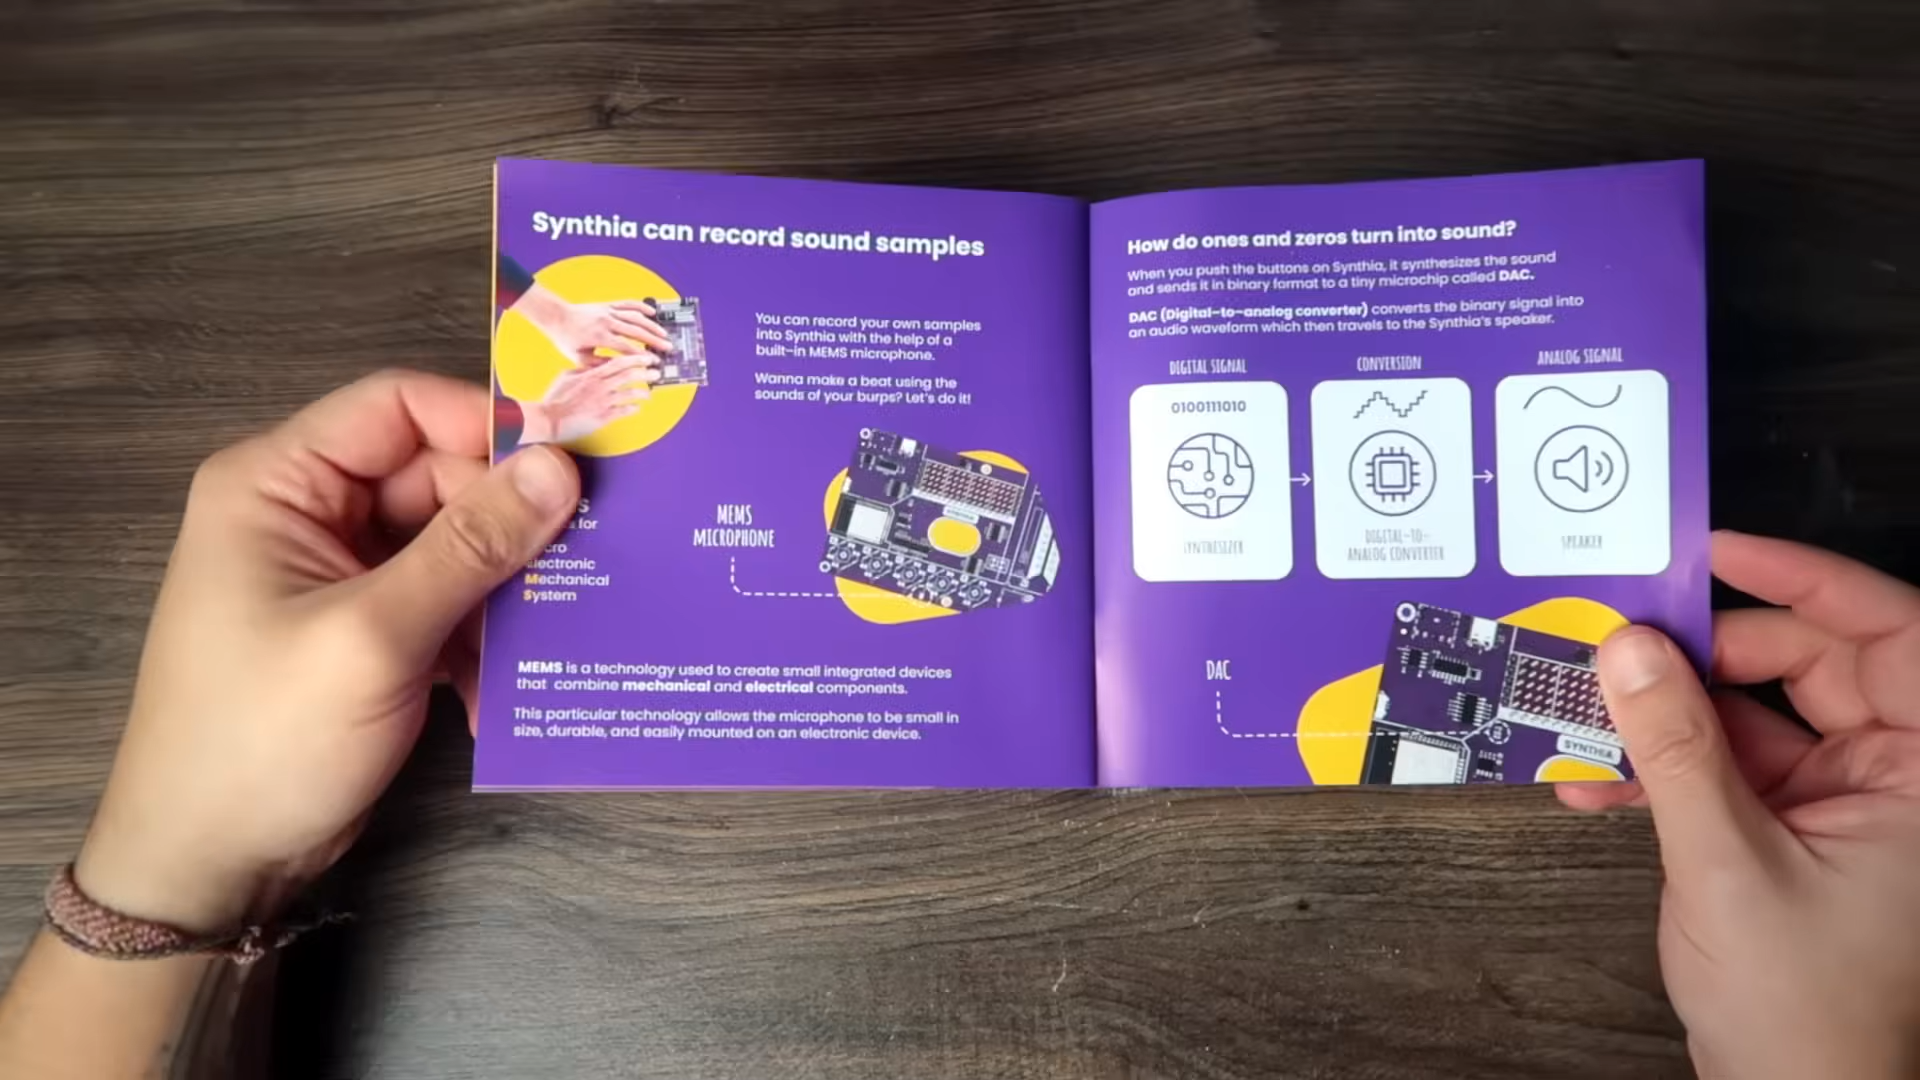 Synthia can record sound samples
You can record your own samples
into Synthia with the help of a
built-in MEMS microphone.
Wanna make a beat using the
sounds of your burps? Let's do it!
MEMS
MICROPHONE
for
Mechanical
System
MEMS is a technology used to create small integrated devices
that combine mechanical and electrical components.
This particular technology allows the microphone to be small in
size, durable, and easily mounted on an electronic device.
How do ones and zeros turn into sound?
When you push the buttons on Synthia, it synthesizes the sound
and sends it in binary format to a tiny microchip called DAC.
DAC (Digital-to-analog converter) converts the binary signal into
an audio waveform which then travels to the Synthia's speaker.
DIGITAL SIGNAL
0100111010
SYNTHESIZER
CONVERSION
DIGITAL-TO-
ANALOG CONVERTER
ANALOG SIGNAL
SPEAKER
DAC
SYNTHIA